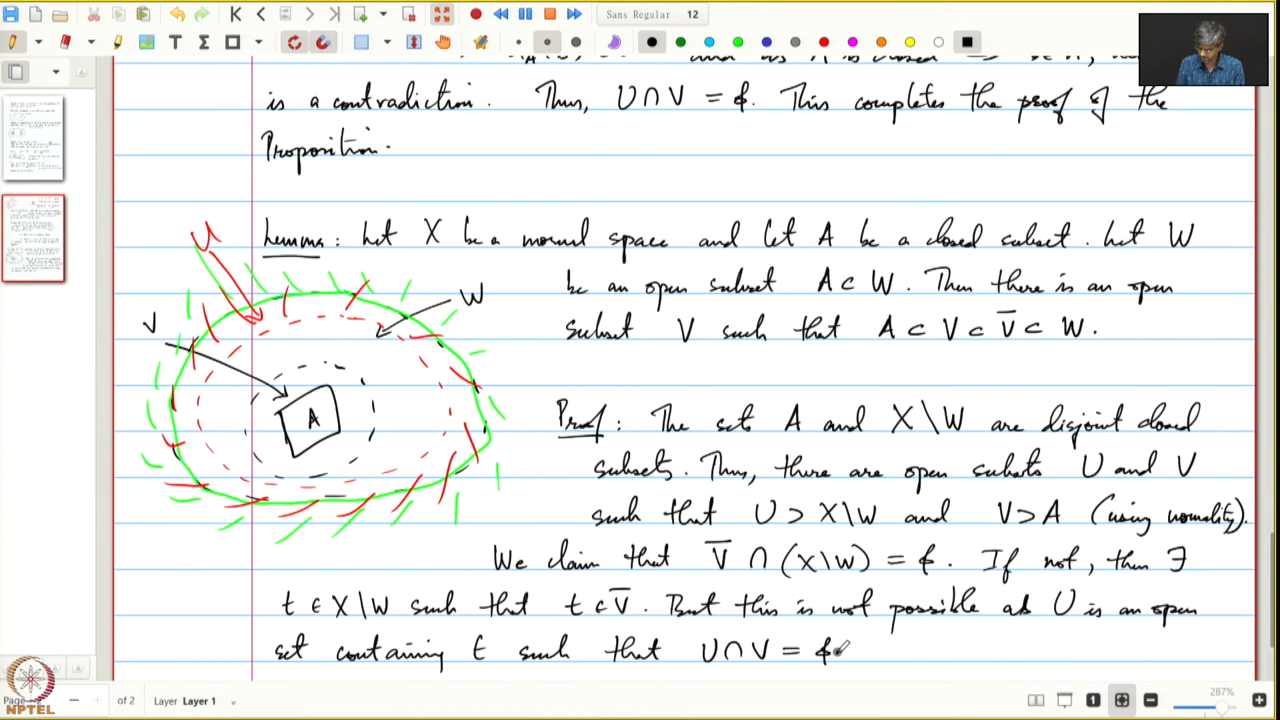 Sans Regular 12
is a contradiction. Thus, U ∩ V = ϕ. This completes the proof of the
Proposition.
Lemma: Let X be a normal space and let A be a closed subset. Let W
be an open subset A ⊂ W. Then there is an open
subset V such that A ⊂ V ⊂ V̅ ⊂ W.
U
W
V
A
Proof: The sets A and X \ W are disjoint closed
subsets. Thus, there are open subsets U and V
such that U ⊃ X\W and V ⊃ A (using normality).
We claim that V̅ ∩ (X\W) = ϕ. If not, then ∃
t ∈ X\W such that t ∈ V̅. But this is not possible as U is an open
set containing t such that U ∩ V = ϕ
287%
of 2 Layer Layer 1
NPTEL